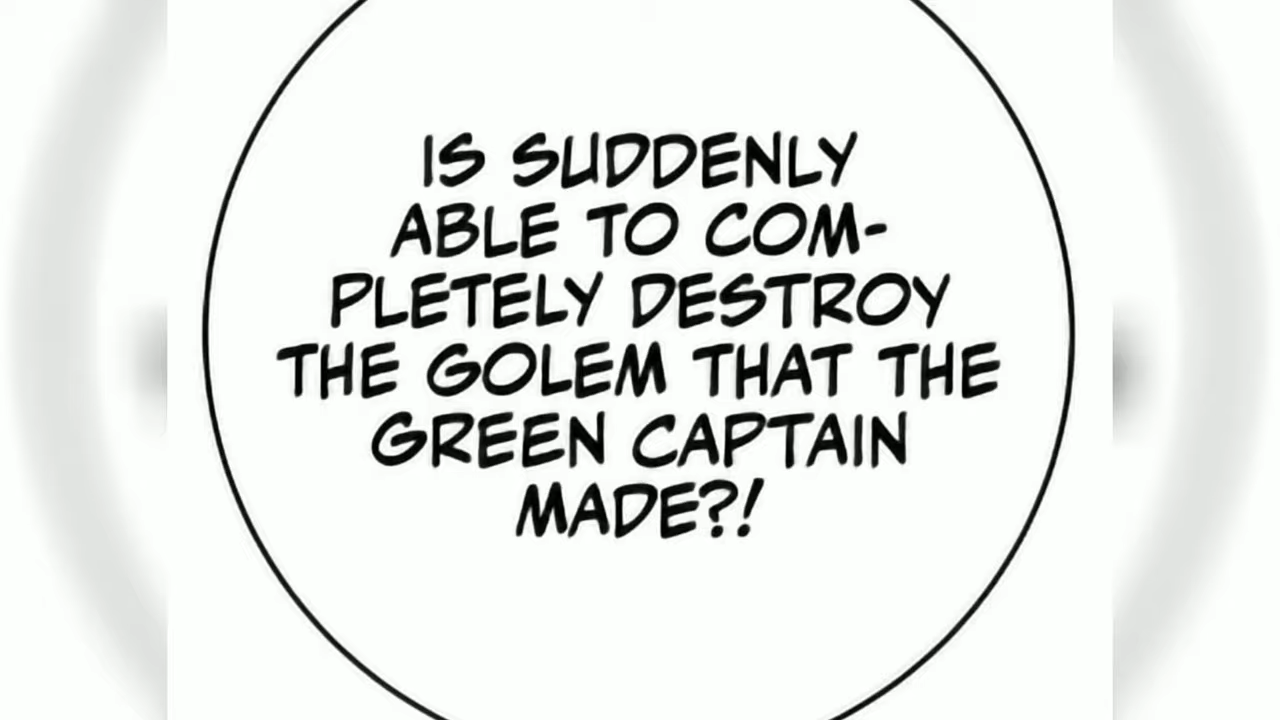 IS SUDDENLY
ABLE TO COM-
PLETELY DESTROY
THE GOLEM THAT THE
GREEN CAPTAIN
MADE?!